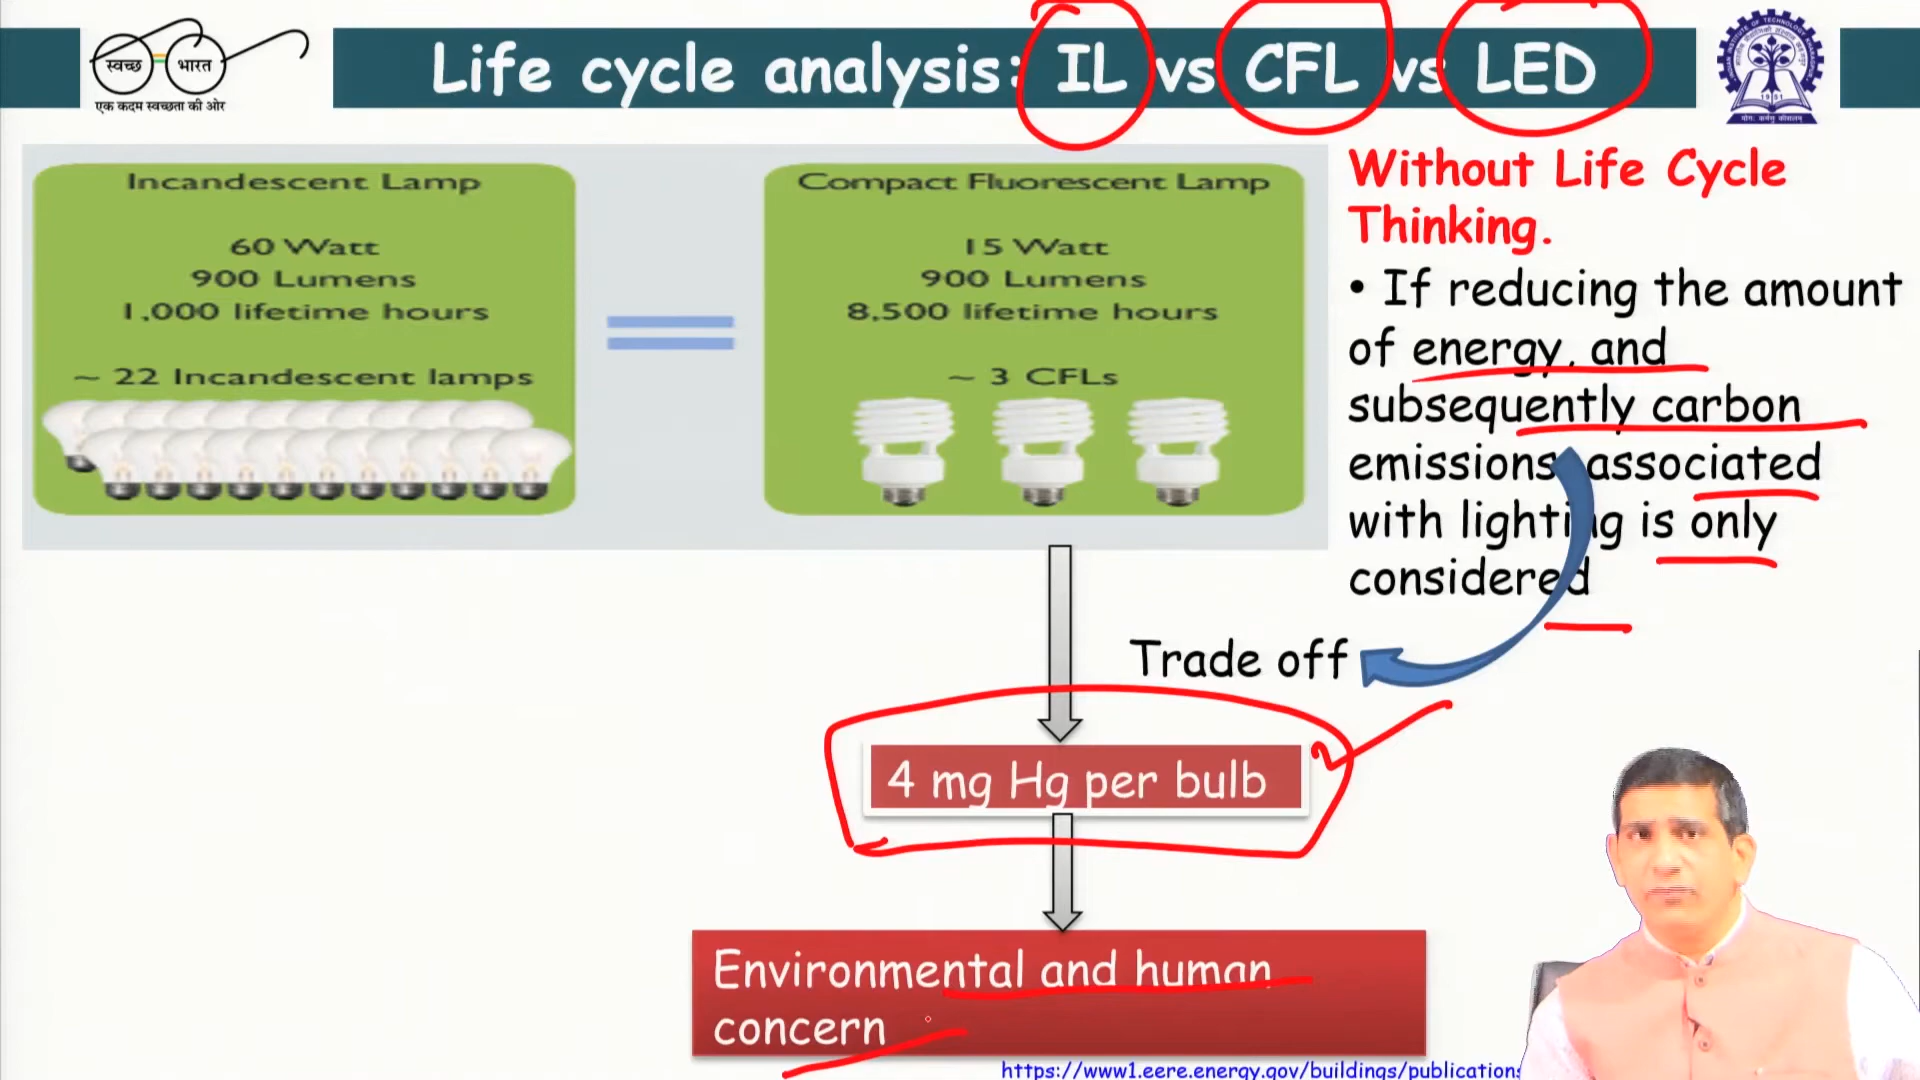 स्वच्छ भारत
एक कदम स्वच्छता की ओर
Life cycle analysis: IL vs CFL vs LED
1951
Incandescent Lamp
60 Watt
900 Lumens
1,000 lifetime hours
~ 22 Incandescent lamps
Compact Fluorescent Lamp
15 Watt
900 Lumens
8,500 lifetime hours
~ 3 CFLs
Without Life Cycle
Thinking.
• If reducing the amount
of energy, and
subsequently carbon
emissions, associated
with lighting is only
considered
Trade off
4 mg Hg per bulb
Environmental and human
concern
https://www1.eere.energy.gov/buildings/publications